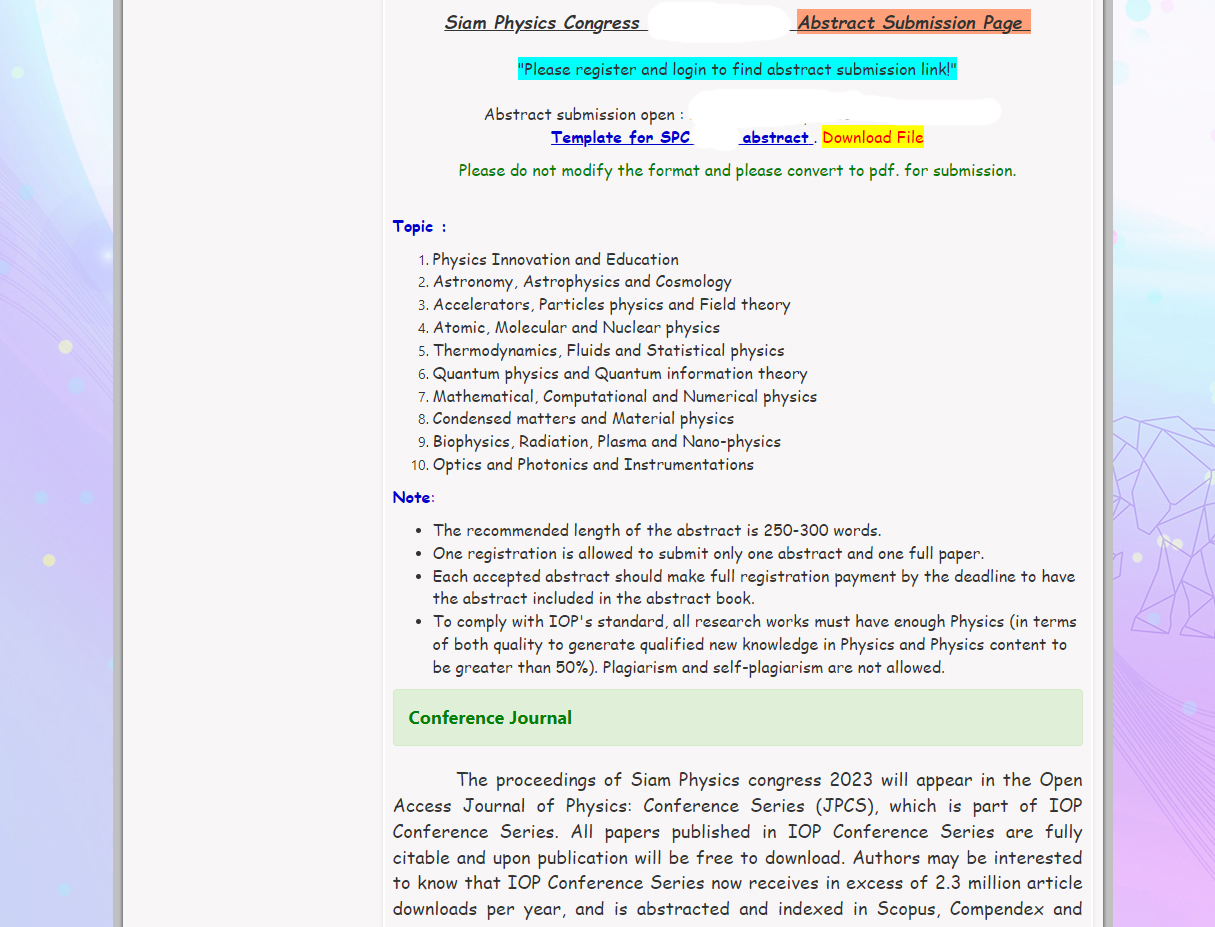 Siam Physics Congress Abstract Submission Page
"Please register and login to find abstract submission link!"
Abstract submission open :
Template for SPC abstract . Download File
Please do not modify the format and please convert to pdf. for submission.
Topic :
1. Physics Innovation and Education
2. Astronomy, Astrophysics and Cosmology
3. Accelerators, Particles physics and Field theory
4. Atomic, Molecular and Nuclear physics
5. Thermodynamics, Fluids and Statistical physics
6. Quantum physics and Quantum information theory
7. Mathematical, Computational and Numerical physics
8. Condensed matters and Material physics
9. Biophysics, Radiation, Plasma and Nano-physics
10. Optics and Photonics and Instrumentations
Note:
• The recommended length of the abstract is 250-300 words.
• One registration is allowed to submit only one abstract and one full paper.
• Each accepted abstract should make full registration payment by the deadline to have
the abstract included in the abstract book.
• To comply with IOP's standard, all research works must have enough Physics (in terms
of both quality to generate qualified new knowledge in Physics and Physics content to
be greater than 50%). Plagiarism and self-plagiarism are not allowed.
Conference Journal
The proceedings of Siam Physics congress 2023 will appear in the Open
Access Journal of Physics: Conference Series (JPCS), which is part of IOP
Conference Series. All papers published in IOP Conference Series are fully
citable and upon publication will be free to download. Authors may be interested
to know that IOP Conference Series now receives in excess of 2.3 million article
downloads per year, and is abstracted and indexed in Scopus, Compendex and